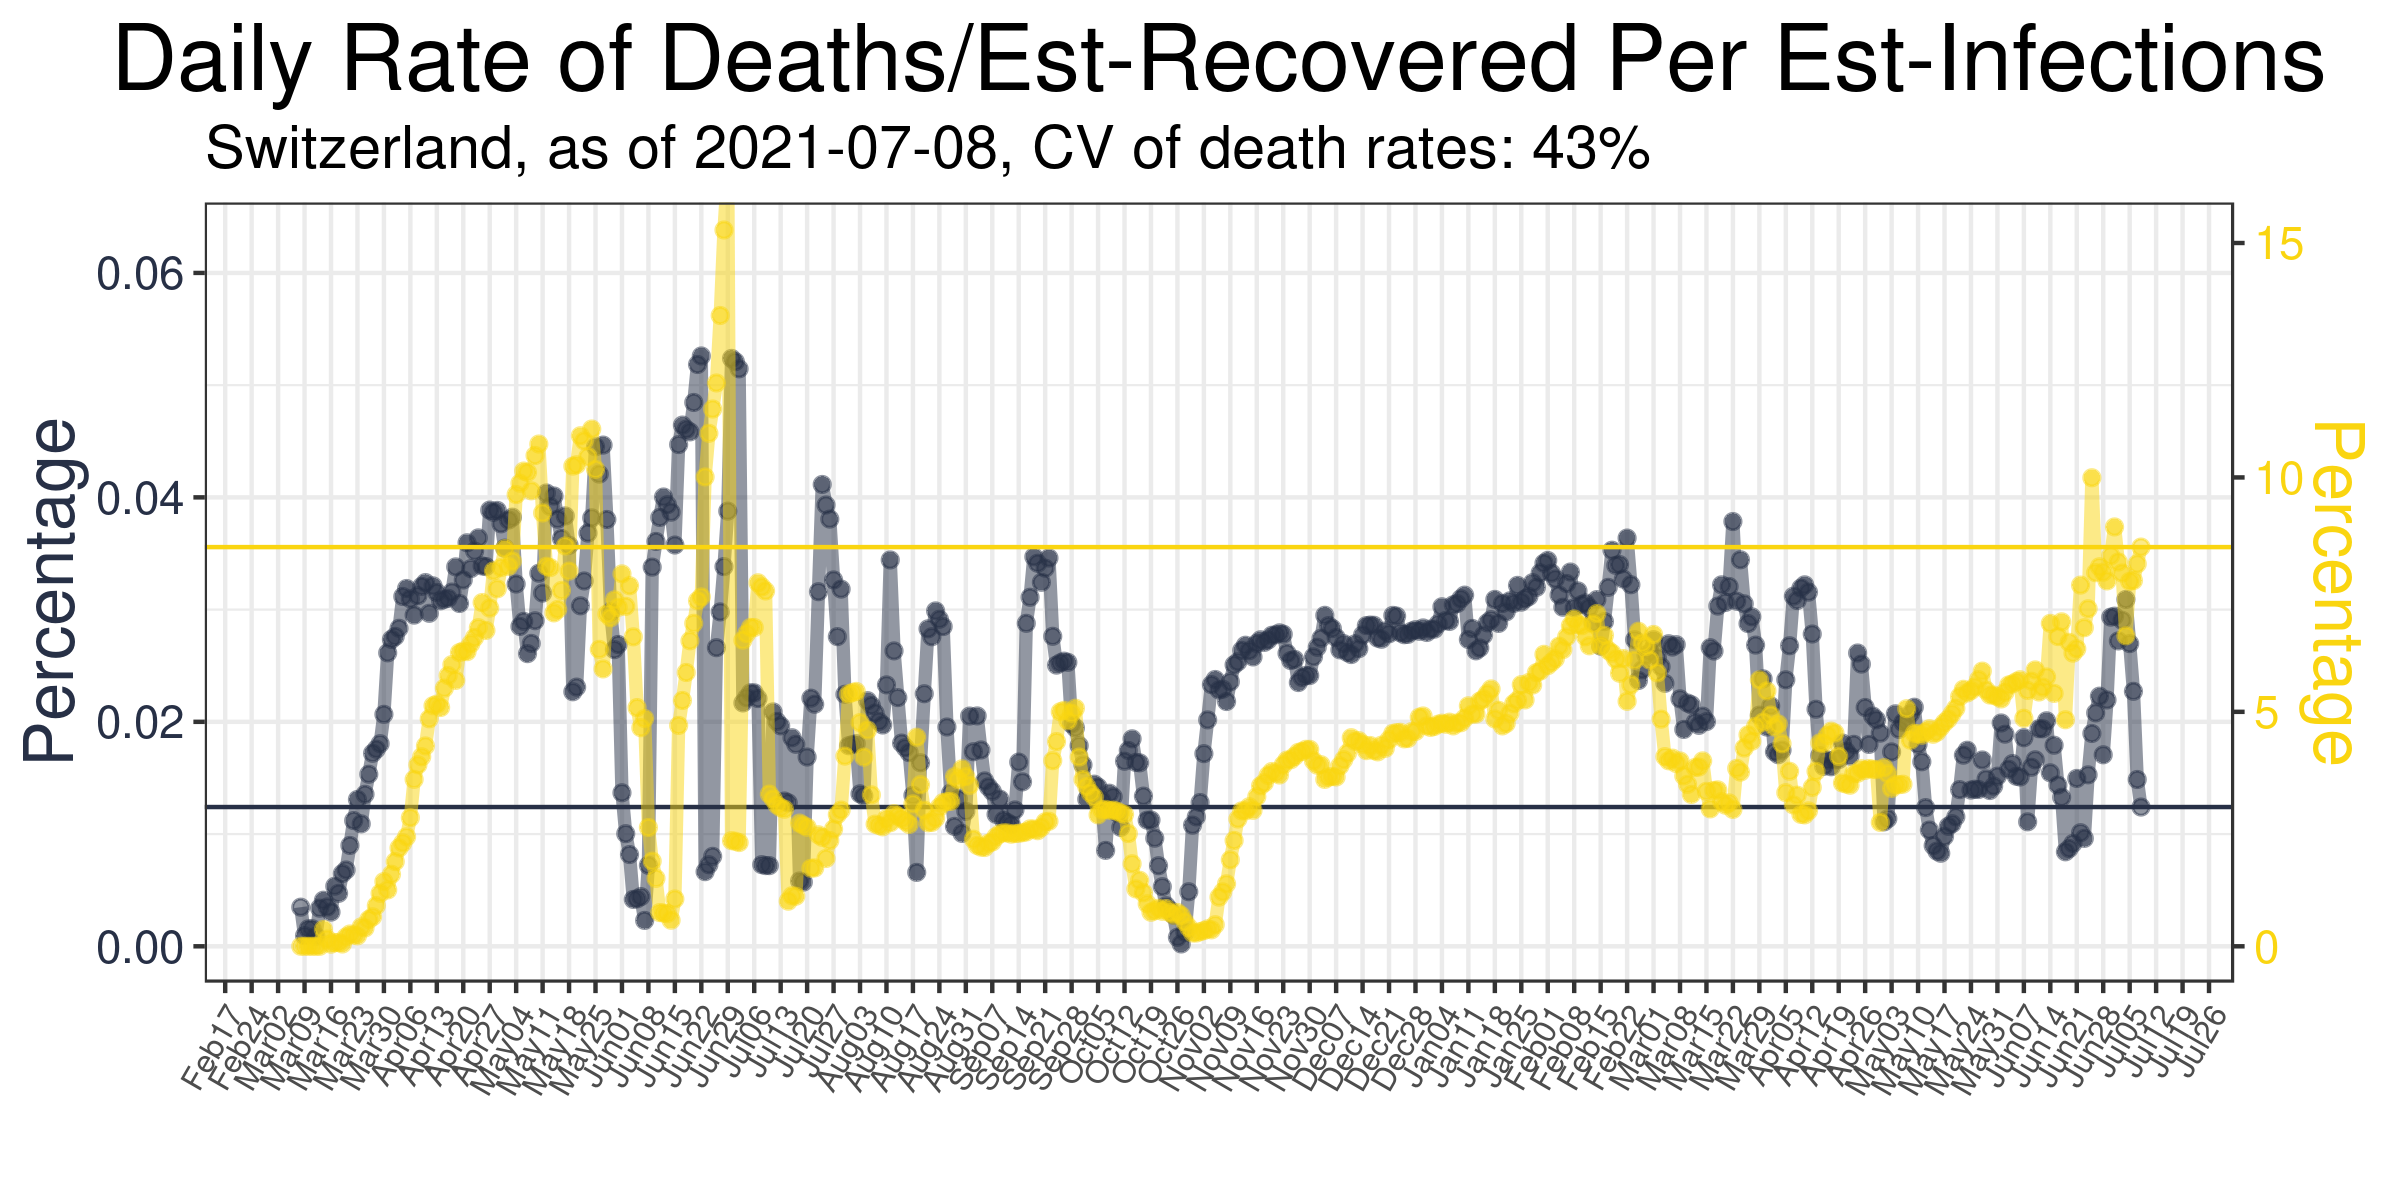 Daily Rate of Deaths/Est-Recovered Per Est-Infections
Switzerland, as of 2021-07-08, CV of death rates: 43%
Percentage
0.06
0.04
0.02
0.00
15
10
5
0
Percentage
Feb17
Feb24
Mar02
Mar09
Mar16
Mar23
Mar30
Apr06
Apr13
Apr20
Apr27
May04
May11
May18
May25
Jun01
Jun08
Jun15
Jun22
Jun29
Jul06
Jul13
Jul20
Jul27
Aug03
Aug10
Aug17
Aug24
Aug31
Sep07
Sep14
Sep21
Sep28
Oct05
Oct12
Oct19
Oct26
Nov02
Nov09
Nov16
Nov23
Nov30
Dec07
Dec14
Dec21
Dec28
Jan04
Jan11
Jan18
Jan25
Feb01
Feb08
Feb15
Feb22
Mar01
Mar08
Mar15
Mar22
Mar29
Apr05
Apr12
Apr19
Apr26
May03
May10
May17
May24
May31
Jun07
Jun14
Jun21
Jun28
Jul05
Jul12
Jul19
Jul26